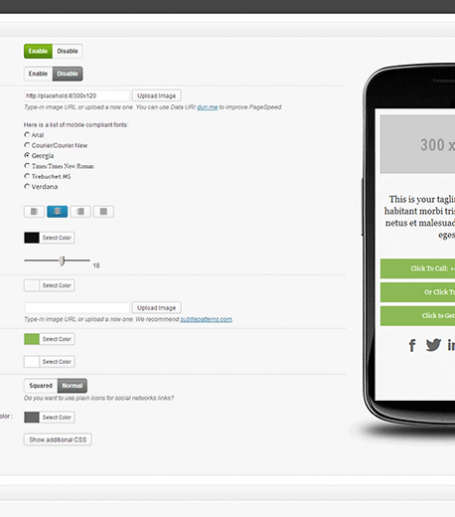 Enable Disable
Enable Disable
http://placehold.it/300x120 Upload Image
Type-in image URL or upload a now one. You can use Data URI duri.me to improve PageSpeed.
Here is a list of mobile compliant fonts:
Arial
Courier/Courier New
Georgia
Times/Times New Roman
Trebuchet MS
Verdana
Select Color
18
Select Color
Upload Image
Type-in image URL or upload a now one. We recommend subtlepatterns.com.
Select Color
Select Color
Squared Normal
Do you want to use plain icons for social networks links?
olor: Select Color
Show additional CSS
300 x
This is your tagli
habitant morbi tris
netus et malesuad
eges
Click To Call: +
Or Click T
Click to Get